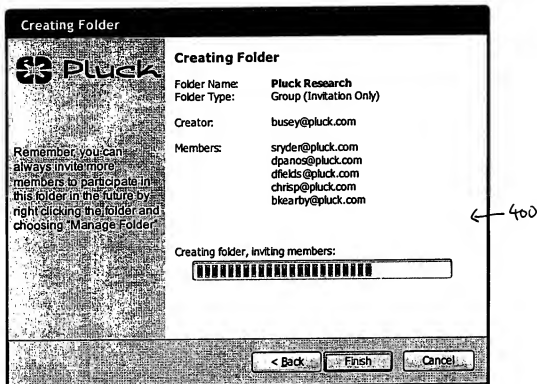 Creating Folder
Pluck
Remember, you can
always invite more
members to participate in
this folder in the future by
right clicking the folder and
choosing "Manage Folder"
Creating Folder
Folder Name: Pluck Research
Folder Type: Group (Invitation Only)
Creator: busey@pluck.com
Members: sryder@pluck.com
dpanos@pluck.com
dfields@pluck.com
chrisp@pluck.com
bkearby@pluck.com
Creating folder, inviting members:
< Back
Finish
Cancel
400